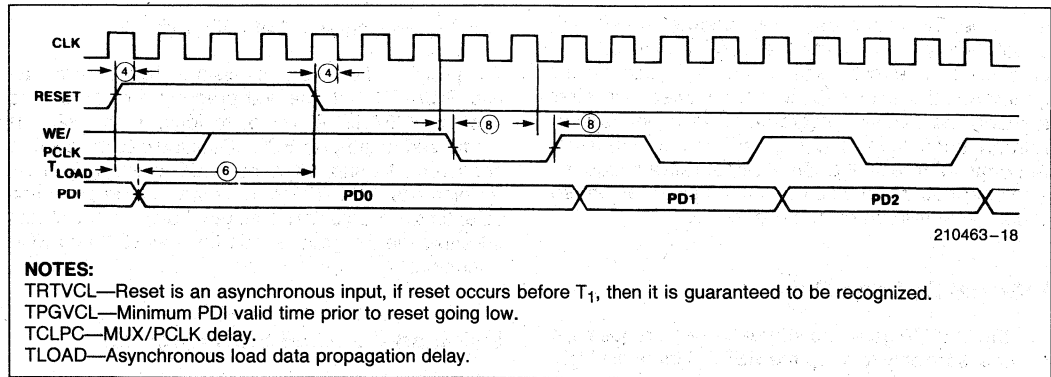 CLK
4 4
RESET
WE/
PCLK
8 8
TLOAD
6
PDI PD0 PD1 PD2
210463–18
NOTES:
TRTVCL—Reset is an asynchronous input, if reset occurs before T1, then it is guaranteed to be recognized.
TPGVCL—Minimum PDI valid time prior to reset going low.
TCLPC—MUX/PCLK delay.
TLOAD—Asynchronous load data propagation delay.